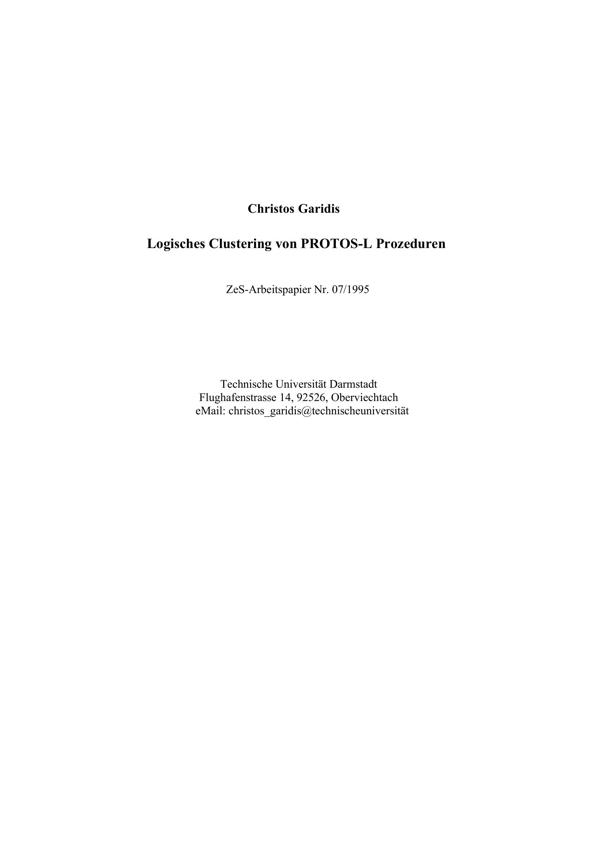 Christos Garidis
Logisches Clustering von PROTOS-L Prozeduren
ZeS-Arbeitspapier Nr. 07/1995
Technische Universität Darmstadt
Flughafenstrasse 14, 92526, Oberviechtach
eMail: christos_garidis@technischeuniversität